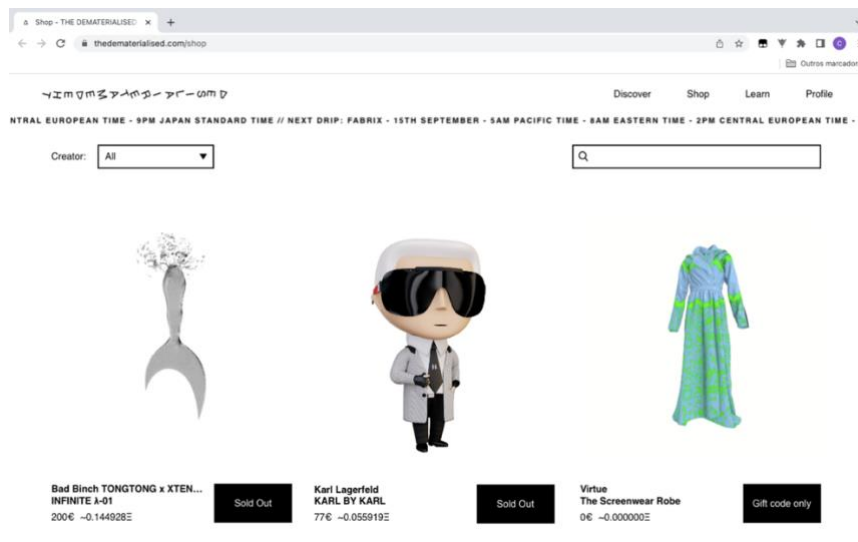 Shop - THE DEMATERIALISED
thedematerialised.com/shop
Outros marcador
THE DEMATERIALISED
Discover Shop Learn Profile
NTRAL EUROPEAN TIME - 9PM JAPAN STANDARD TIME // NEXT DRIP: FABRIX - 15TH SEPTEMBER - 5AM PACIFIC TIME - 8AM EASTERN TIME - 2PM CENTRAL EUROPEAN TIME -
Creator: All
Bad Binch TONGTONG x XTEN...
INFINITE λ-01
200€ ~0.144928Ξ
Sold Out
Karl Lagerfeld
KARL BY KARL
77€ ~0.055919Ξ
Sold Out
Virtue
The Screenwear Robe
0€ ~0.000000Ξ
Gift code only